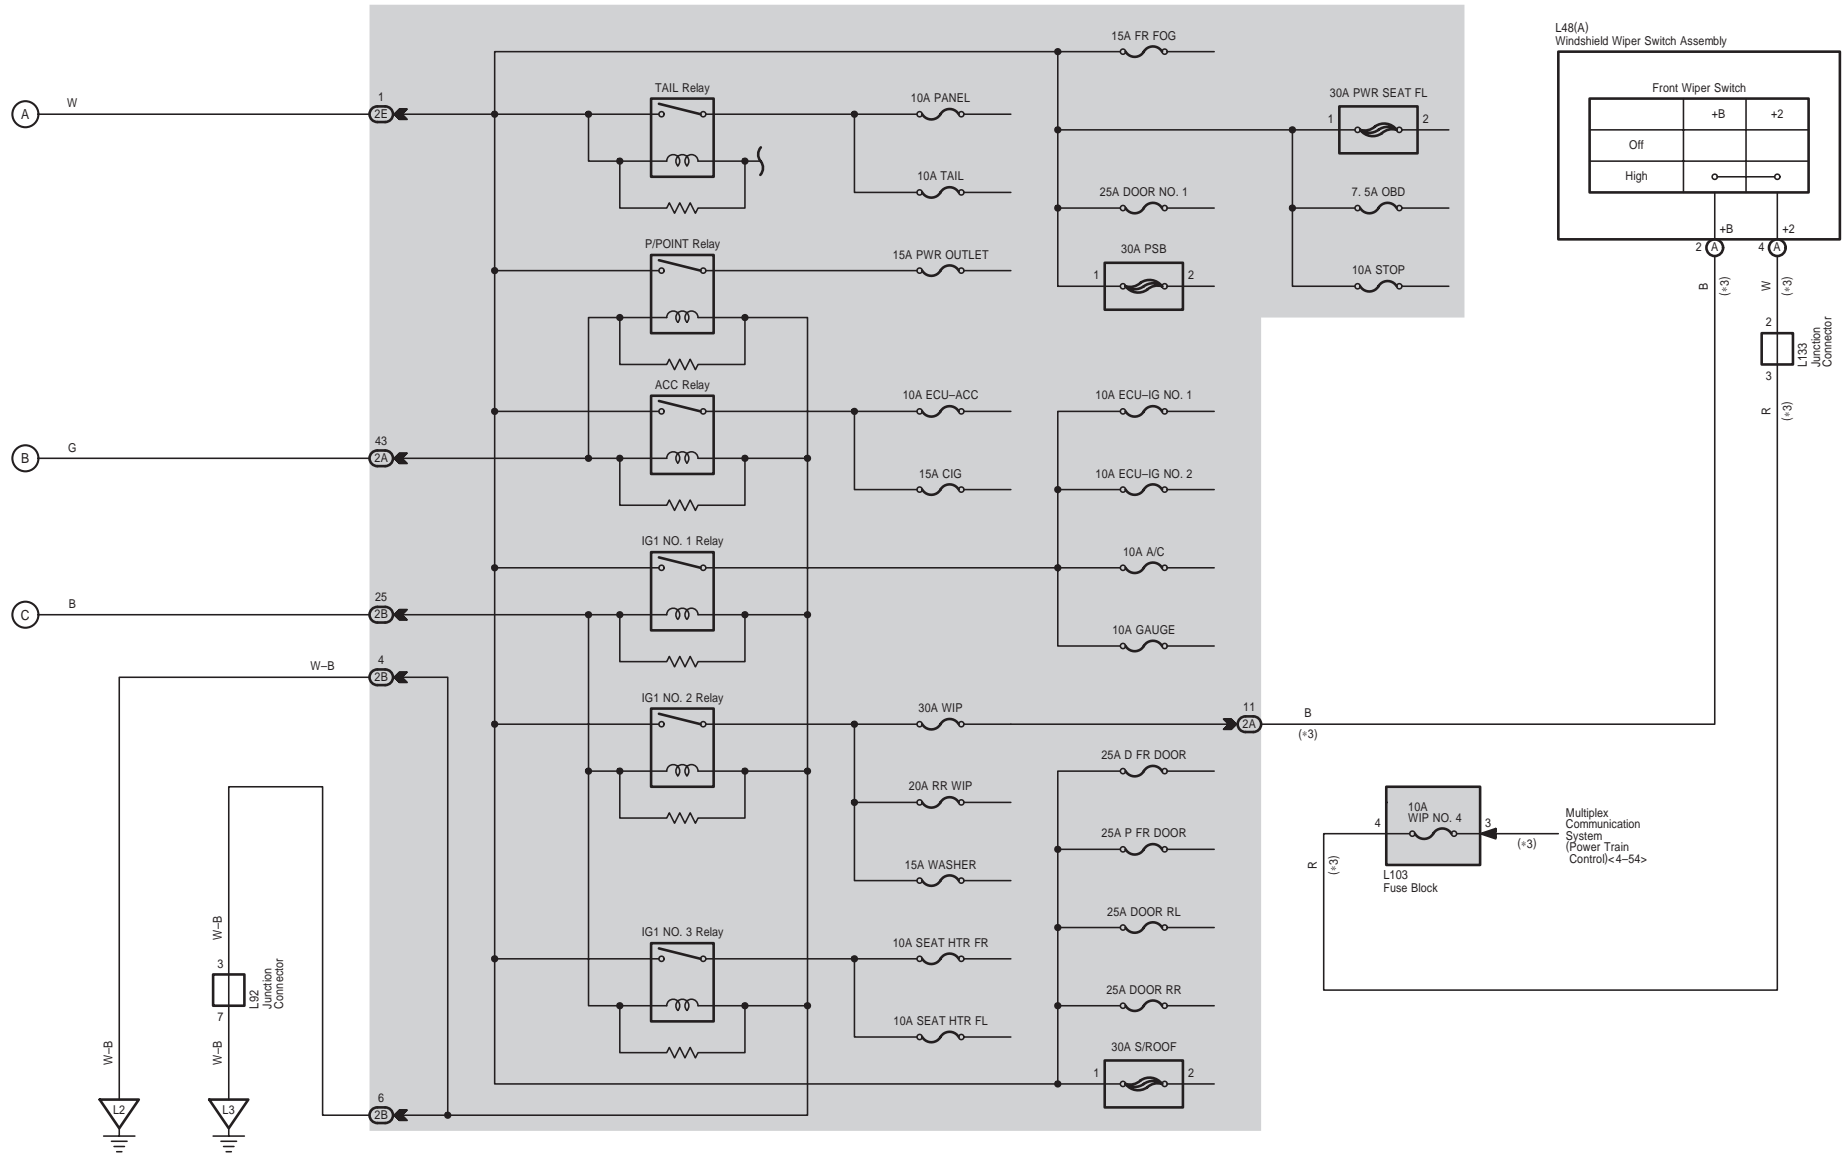 L48(A)
Windshield Wiper Switch Assembly
Front Wiper Switch
+B +2
Off
High
+B +2
2 A 4 A
B (*3)
W (*3)
2
L133
Junction
Connector
3
R (*3)
A W
1
2E
TAIL Relay
10A PANEL
10A TAIL
15A FR FOG
30A PWR SEAT FL
1 2
25A DOOR NO. 1
7. 5A OBD
P/POINT Relay
15A PWR OUTLET
30A PSB
1 2
10A STOP
ACC Relay
10A ECU–ACC
10A ECU–IG NO. 1
B G
43
2A
15A CIG
10A ECU–IG NO. 2
IG1 NO. 1 Relay
10A A/C
C B
25
2B
10A GAUGE
W–B
4
2B
IG1 NO. 2 Relay
30A WIP
11
2A
B
(*3)
25A D FR DOOR
20A RR WIP
25A P FR DOOR
15A WASHER
10A
WIP NO. 4
4 3
(*3)
Multiplex
Communication
System
(Power Train
Control)<4–54>
L103
Fuse Block
R (*3)
25A DOOR RL
IG1 NO. 3 Relay
10A SEAT HTR FR
25A DOOR RR
10A SEAT HTR FL
30A S/ROOF
1 2
W–B
3
L92
Junction
Connector
7
W–B
W–B
6
2B
L2
L3